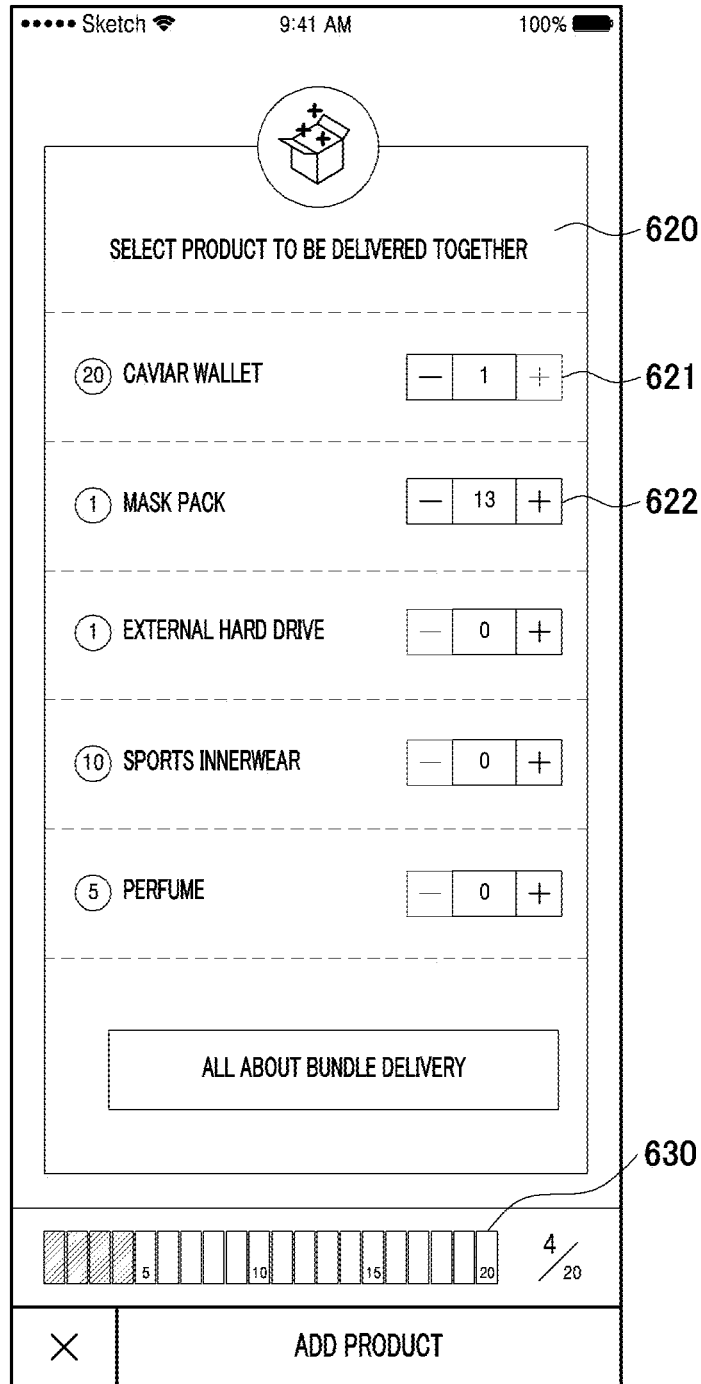 Sketch 9:41 AM 100%
620
SELECT PRODUCT TO BE DELIVERED TOGETHER
20 CAVIAR WALLET − 1 + 621
1 MASK PACK − 13 + 622
1 EXTERNAL HARD DRIVE − 0 +
10 SPORTS INNERWEAR − 0 +
5 PERFUME − 0 +
ALL ABOUT BUNDLE DELIVERY
630
5 10 15 20 4/20
× ADD PRODUCT